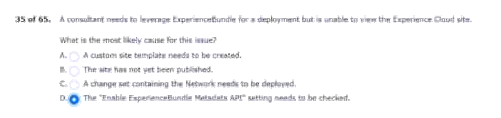 35 of 65. A consultant needs to leverage ExperienceBundle for a deployment but is unable to view the Experience Cloud site.
What is the most likely cause for this issue?
A. A custom site template needs to be created.
B. The site has not yet been published.
C. A change set containing the Network needs to be deployed.
D. The "Enable ExperienceBundle Metadata API" setting needs to be checked.